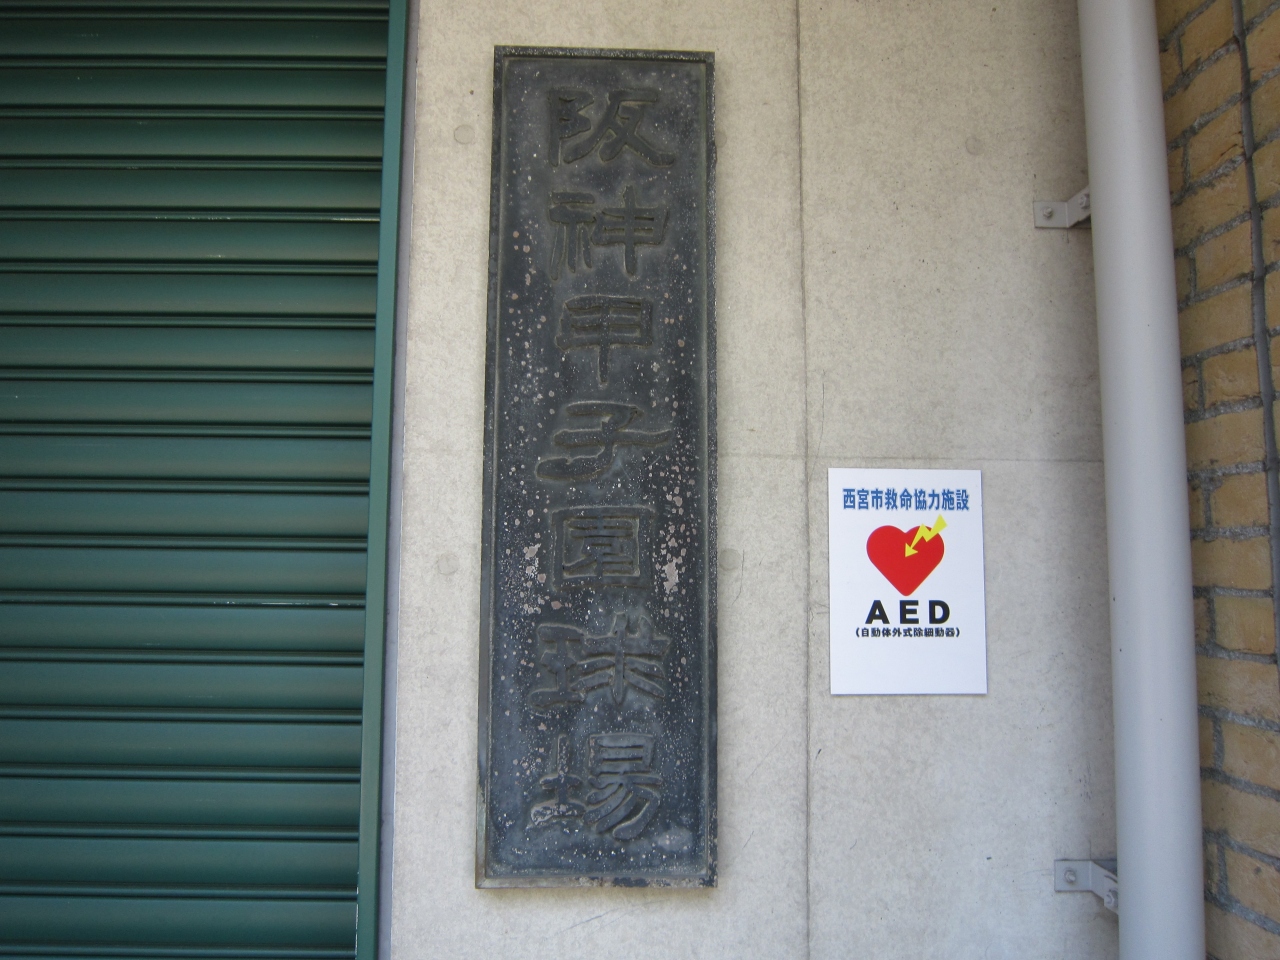 阪神甲子園球場
西宮市救命協力施設
AED
(自動体外式除細動器)